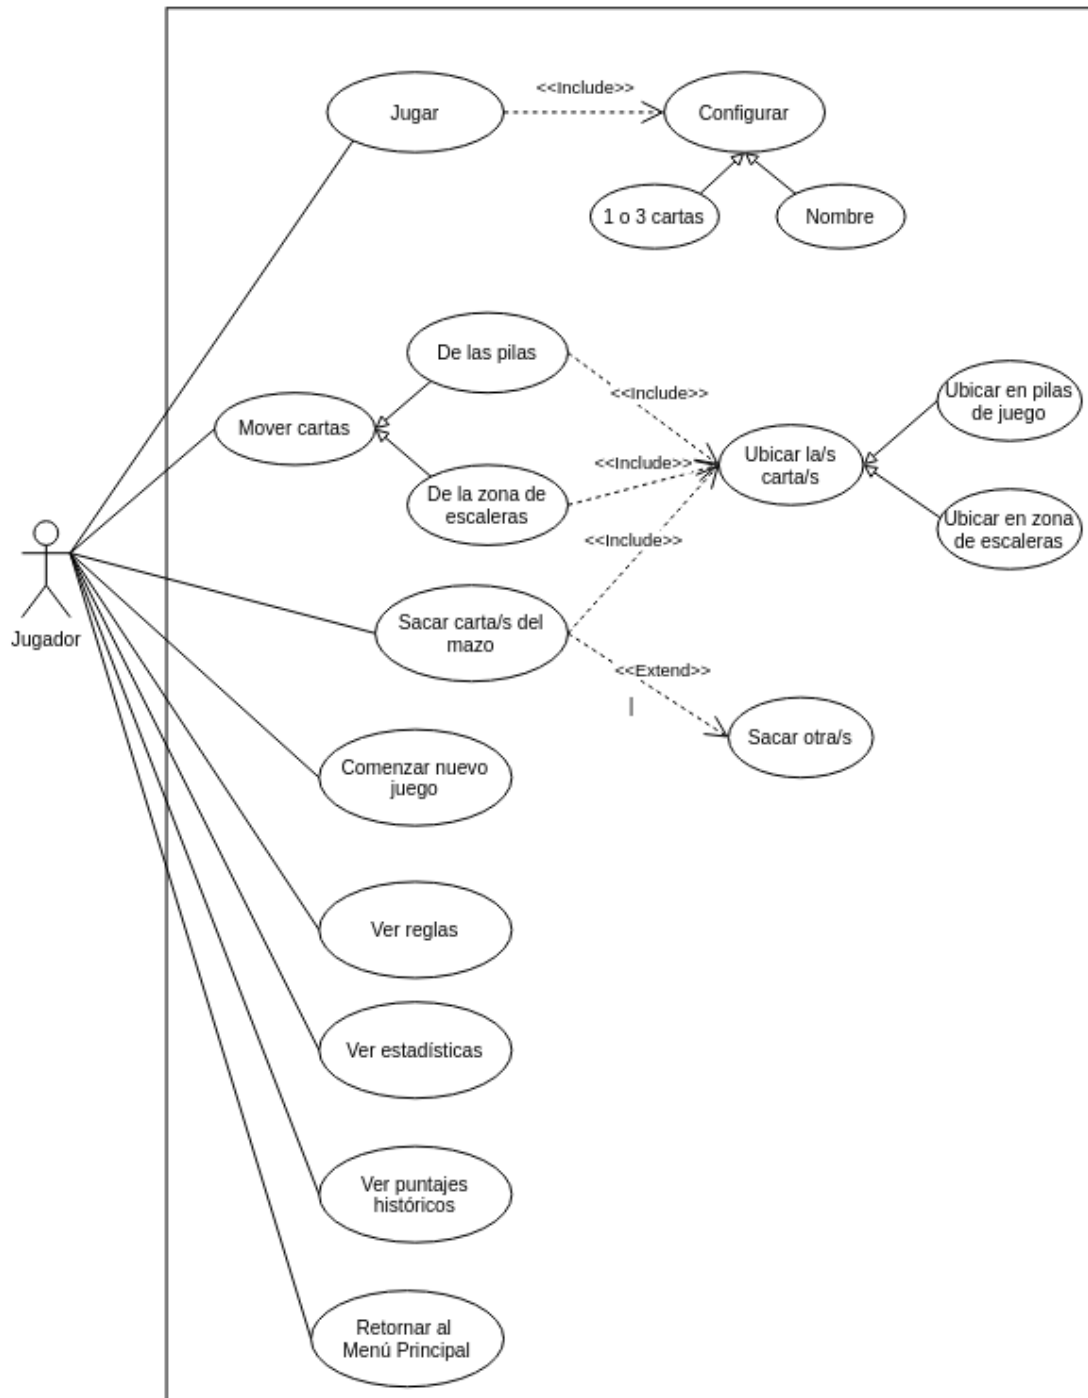 <<Include>>
Jugar
Configurar
1 o 3 cartas
Nombre
De las pilas
<<Include>>
Ubicar en pilas
de juego
Mover cartas
<<Include>>
Ubicar la/s
carta/s
De la zona de
escaleras
Ubicar en zona
de escaleras
<<Include>>
Jugador
Sacar carta/s del
mazo
<<Extend>>
Sacar otra/s
Comenzar nuevo
juego
Ver reglas
Ver estadísticas
Ver puntajes
históricos
Retornar al
Menú Principal